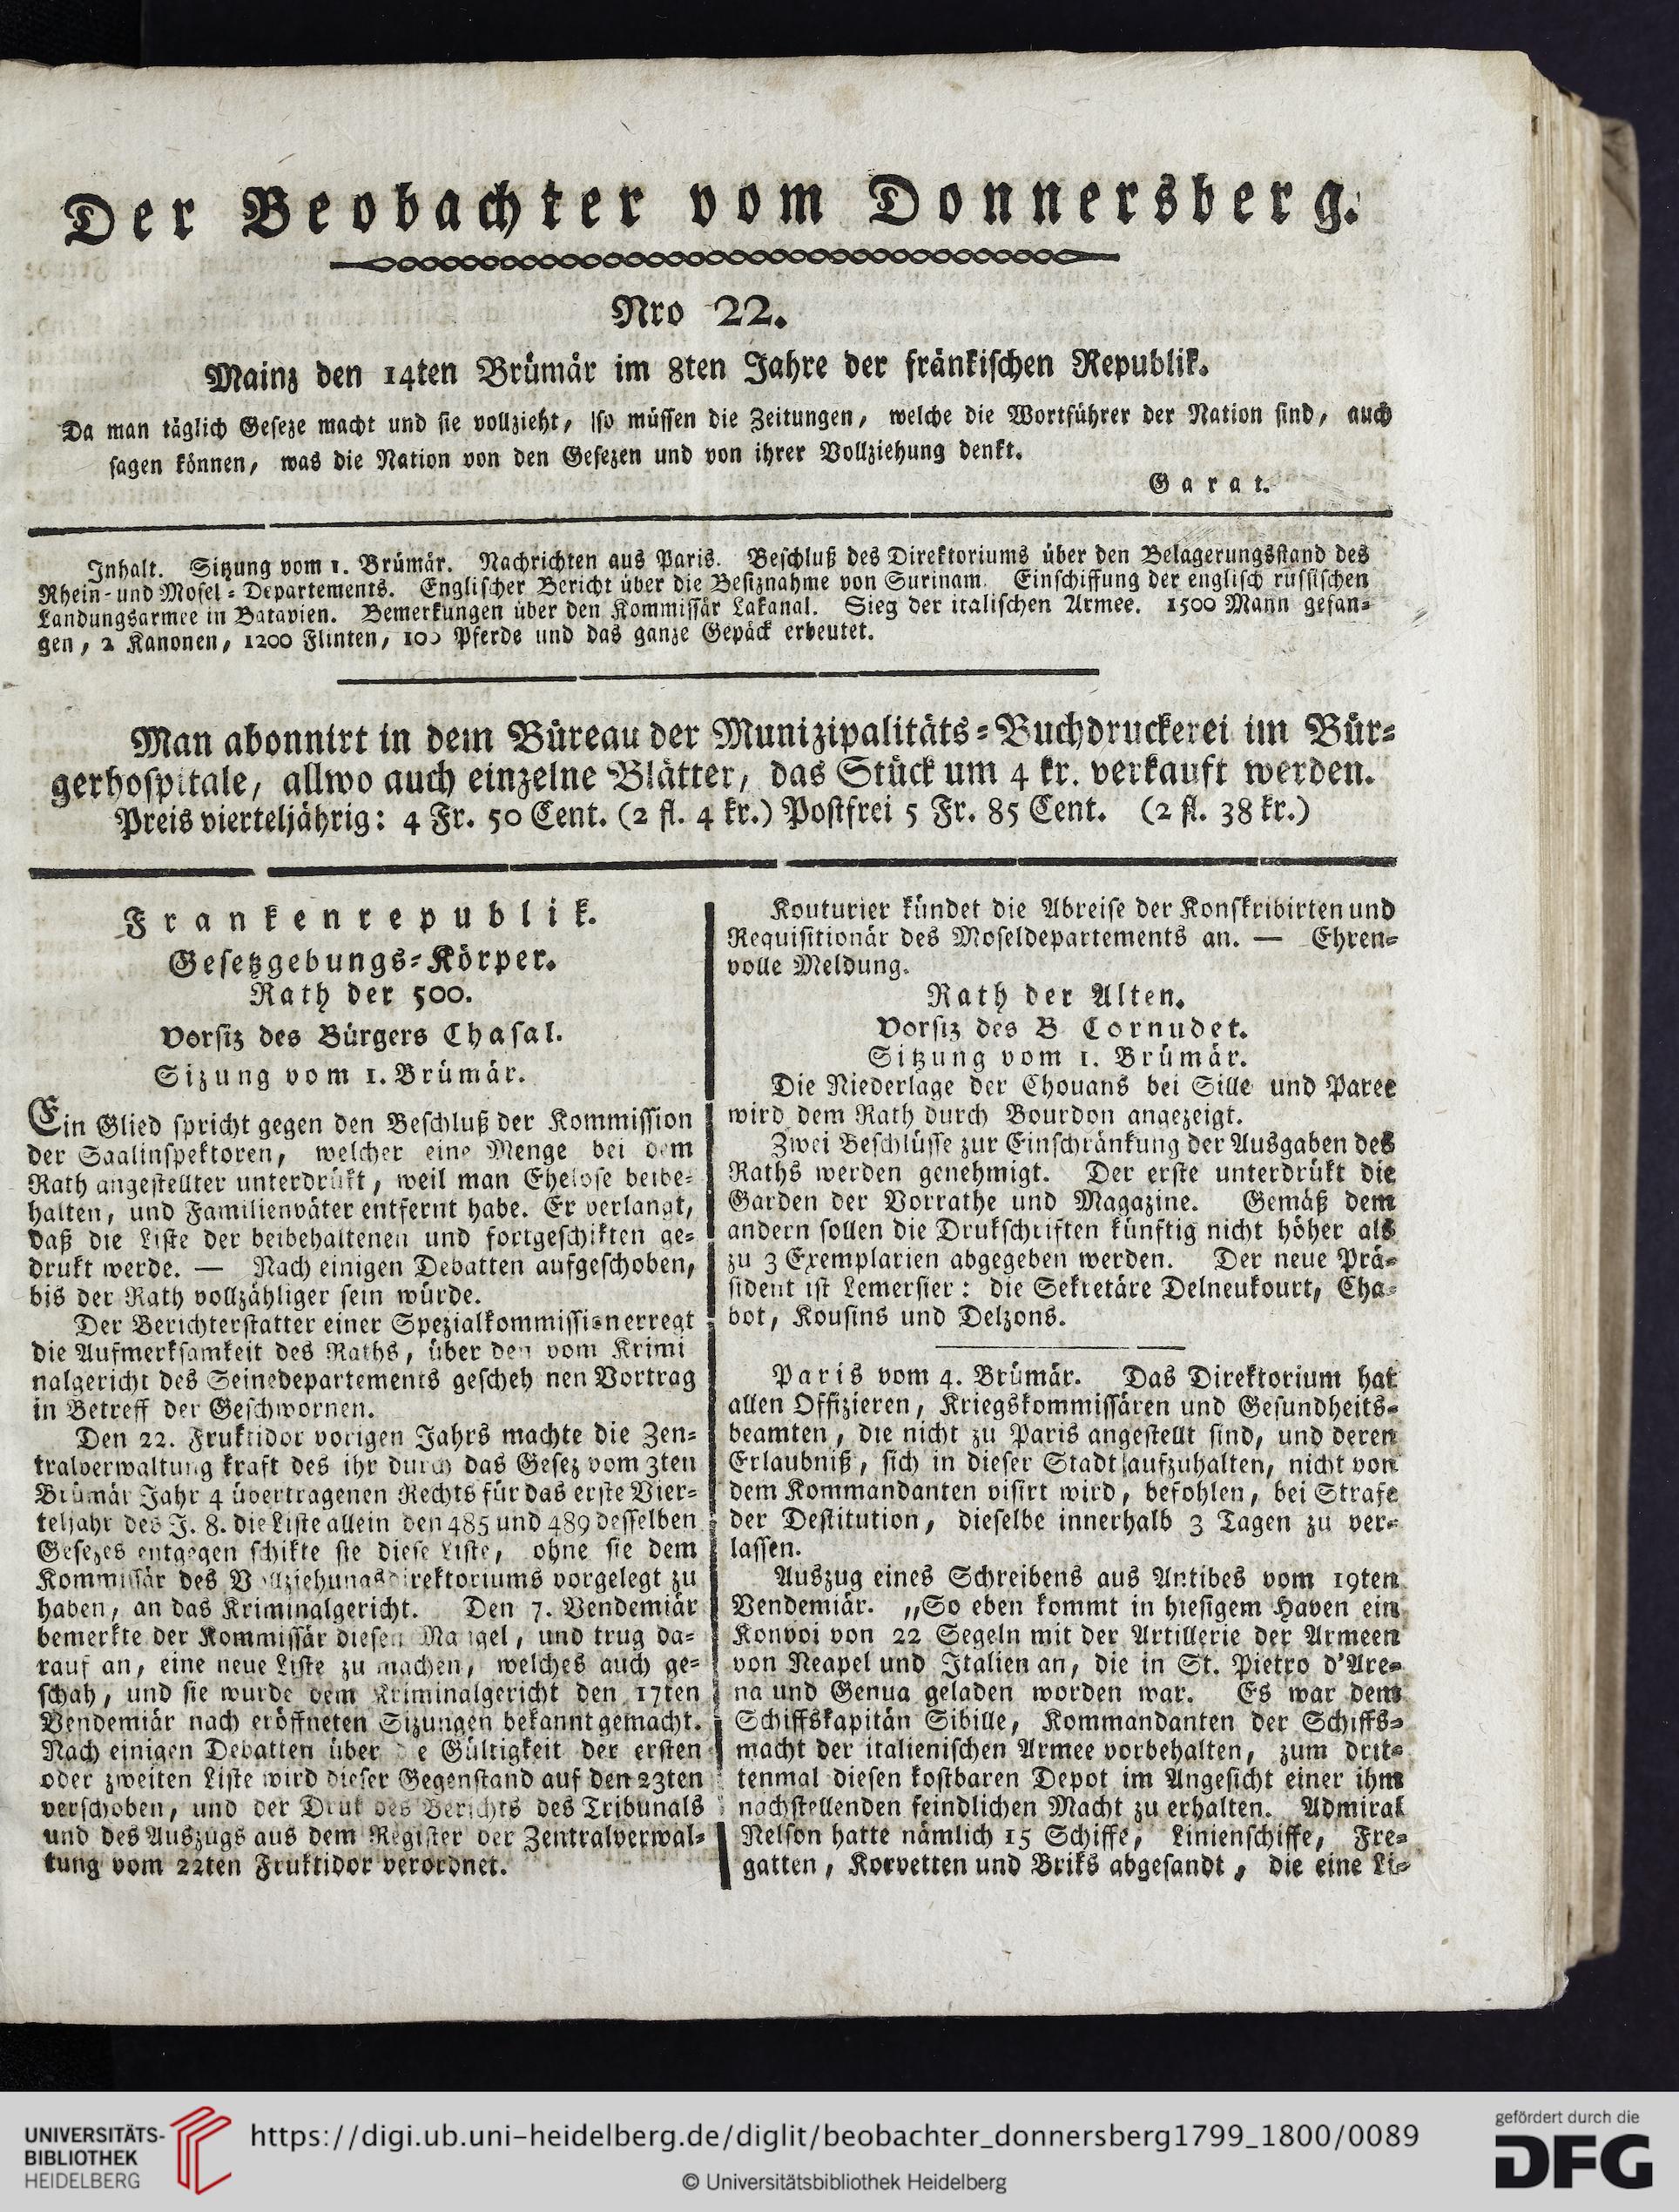 Der Beobachter vom Donnersberg.
Nro 22.
Mainz den 14ten Brümär im 8ten Jahre der fränkischen Republik.
Da man täglich Geseze macht und sie vollzieht, so müssen die Zeitungen, welche die Wortführer der Nation sind, auch
sagen können, was die Nation von den Gesezen und von ihrer Vollziehung denkt.
Garat.
Inhalt. Sitzung vom 1. Brümär. Nachrichten aus Paris. Beschluß des Direktoriums über den Belagerungsstand des
Rhein- und Mosel-Departements. Englischer Bericht über die Besiznahme von Surinam. Einschiffung der englisch russischen
Landungsarmee in Batavien. Bemerkungen über den Kommissär Lakanal. Sieg der italischen Armee. 1500 Mann gefan-
gen, 2 Kanonen, 1200 Flinten, 100 Pferde und das ganze Gepäck erbeutet.
Man abonnirt in dem Büreau der Munizipalitäts-Buchdruckerei im Bür-
gerhospitale, allwo auch einzelne Blätter, das Stück um 4 kr. verkauft werden.
Preis vierteljährig: 4 Fr. 50 Cent. (2 fl. 4 kr.) Postfrei 5 Fr. 85 Cent. (2 fl. 38 kr.)
Frankenrepublik.
Gesetzgebungs-Körper.
Rath der 500.
Vorsiz des Bürgers Chasal.
Sizung vom 1. Brümär.
Ein Glied spricht gegen den Beschluß der Kommission
der Saalinspektoren, welcher eine Menge bei dem
Rath angestellter unterdrükt, weil man Ehelose beibe-
halten, und Familienväter entfernt habe. Er verlangt,
daß die Liste der beibehaltenen und fortgeschikten ge-
drukt werde. — Nach einigen Debatten aufgeschoben,
bis der Rath vollzähliger sein würde.
Der Berichterstatter einer Spezialkommission erregt
die Aufmerksamkeit des Raths, über den vom Krimi
nalgericht des Seinedepartements gescheh nen Vortrag
in Betreff der Geschwornen.
Den 22. Fruktidor vorigen Jahrs machte die Zen-
tralverwaltung kraft des ihr durch das Gesez vom 3ten
Brümär Jahr 4 übertragenen Rechts für das erste Vier-
teljahr des J. 8. die Liste allein den 485 und 489 desselben
Gesezes entgegen schikte sie diese Liste, ohne sie dem
Kommissär des Vollziehungsdirektoriums vorgelegt zu
haben, an das Kriminalgericht. Den 7. Vendemiär
bemerkte der Kommissär diesen Mangel, und trug da-
rauf an, eine neue Liste zu machen, welches auch ge-
schah, und sie wurde dem Kriminalgericht den 17ten
Vendemiär nach eröffneten Sizungen bekannt gemacht.
Nach einigen Debatten über die Gültigkeit der ersten
oder zweiten Liste wird dieser Gegenstand auf den 23ten
verschoben, und der Druk des Berichts des Tribunals
und des Auszugs aus dem Register der Zentralverwal-
tung vom 22ten Fruktidor verordnet.
Kouturier kündet die Abreise der Konskribirten und
Requisitionär des Moseldepartements an. — Ehren-
volle Meldung.
Rath der Alten.
Vorsiz des B Cornudet.
Sitzung vom 1. Brümär.
Die Niederlage der Chouans bei Sille und Paree
wird dem Rath durch Bourdon angezeigt.
Zwei Beschlüsse zur Einschränkung der Ausgaben des
Raths werden genehmigt. Der erste unterdrükt die
Garden der Vorrathe und Magazine. Gemäß dem
andern sollen die Drukschriften künftig nicht höher als
zu 3 Exemplarien abgegeben werden. Der neue Prä-
sident ist Lemersier: die Sekretäre Delneukourt, Cha-
bot, Kousins und Delzons.
Paris vom 4. Brümär. Das Direktorium hat
allen Offizieren, Kriegskommissären und Gesundheits-
beamten, die nicht zu Paris angestellt sind, und deren
Erlaubniß, sich in dieser Stadt aufzuhalten, nicht von
dem Kommandanten visirt wird, befohlen, bei Strafe
der Destitution, dieselbe innerhalb 3 Tagen zu ver-
lassen.
Auszug eines Schreibens aus Antibes vom 19ten
Vendemiär. „So eben kommt in hiesigem Haven ein
Konvoi von 22 Segeln mit der Artillerie der Armeen
von Neapel und Italien an, die in St. Pietro d'Are-
na und Genua geladen worden war. Es war dem
Schiffskapitän Sibille, Kommandanten der Schiffs-
macht der italienischen Armee vorbehalten, zum drit-
tenmal diesen kostbaren Depot im Angesicht einer ihm
nachstellenden feindlichen Macht zu erhalten. Admiral
Nelson hatte nämlich 15 Schiffe, Linienschiffe, Fre-
gatten, Korvetten und Briks abgesandt, die eine Li-
UNIVERSITÄTS-
BIBLIOTHEK
HEIDELBERG
https://digi.ub.uni-heidelberg.de/diglit/beobachter_donnersberg1799_1800/0089
© Universitätsbibliothek Heidelberg
gefördert durch die
DFG